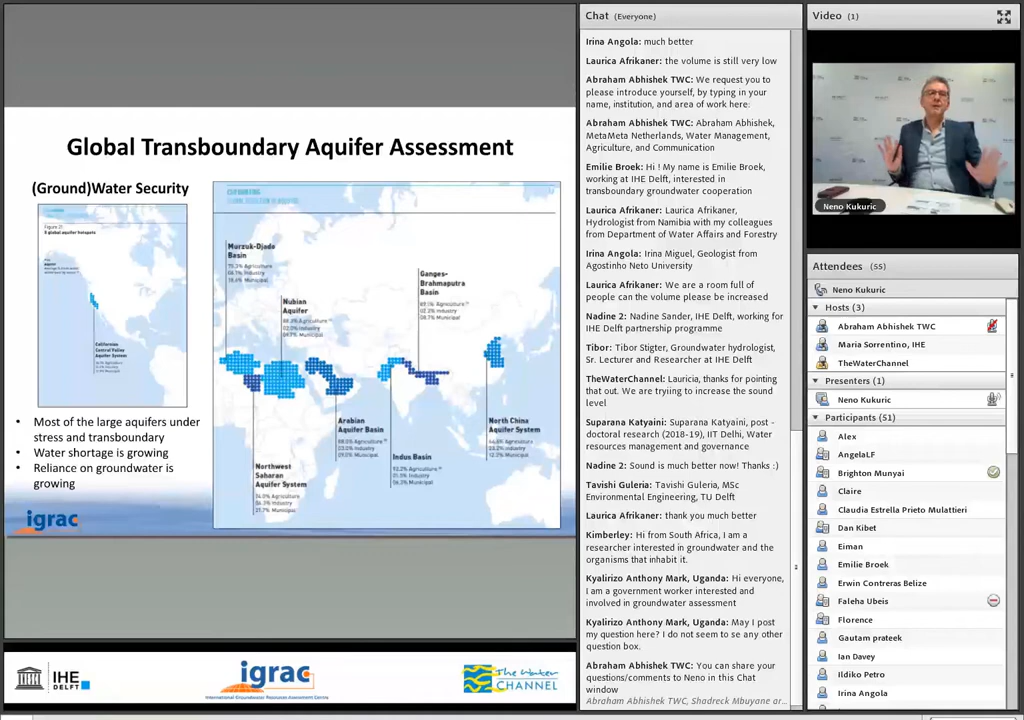 Global Transboundary Aquifer Assessment
(Ground)Water Security
Figure 21
8 global aquifer hotspots
California
Central Valley
Aquifer System
Murzuk-Djado
Basin
Nubian
Aquifer
Ganges-
Brahmaputra
Basin
Arabian
Aquifer Basin
Indus Basin
North China
Aquifer System
Northwest
Saharan
Aquifer System
• Most of the large aquifers under
stress and transboundary
• Water shortage is growing
• Reliance on groundwater is
growing
igrac
IHE
DELFT
igrac
International Groundwater Resources Assessment Centre
The Water
CHANNEL
Chat (Everyone)
Irina Angola: much better
Laurica Afrikaner: the volume is still very low
Abraham Abhishek TWC: We request you to
please introduce yourself, by typing in your
name, institution, and area of work here:
Abraham Abhishek TWC: Abraham Abhishek,
MetaMeta Netherlands, Water Management,
Agriculture, and Communication
Emilie Broek: Hi ! My name is Emilie Broek,
working at IHE Delft, interested in
transboundary groundwater cooperation
Laurica Afrikaner: Laurica Afrikaner,
Hydrologist from Namibia with my colleagues
from Department of Water Affairs and Forestry
Irina Angola: Irina Miguel, Geologist from
Agostinho Neto University
Laurica Afrikaner: We are a room full of
people can the volume please be increased
Nadine 2: Nadine Sander, IHE Delft, working for
IHE Delft partnership programme
Tibor: Tibor Stigter, Groundwater hydrologist,
Sr. Lecturer and Researcher at IHE Delft
TheWaterChannel: Lauricia, thanks for pointing
that out. We are tryiing to increase the sound
level
Suparana Katyaini: Suparana Katyaini, post -
doctoral research (2018-19), IIT Delhi, Water
resources management and governance
Nadine 2: Sound is much better now! Thanks :)
Tavishi Guleria: Tavishi Guleria, MSc
Environmental Engineering, TU Delft
Laurica Afrikaner: thank you much better
Kimberley: Hi from South Africa, I am a
researcher interested in groundwater and the
organisms that inhabit it.
Kyalirizo Anthony Mark, Uganda: Hi everyone,
I am a government worker interested and
involved in groundwater assessment
Kyalirizo Anthony Mark, Uganda: May I post
my question here? I do not seem to se any other
question box.
Abraham Abhishek TWC: You can share your
questions/comments to Neno in this Chat
window
Abraham Abhishek TWC, Shadreck Mbuyane ar...
Video (1)
Neno Kukuric
Attendees (55)
Neno Kukuric
Hosts (3)
Abraham Abhishek TWC
Maria Sorrentino, IHE
TheWaterChannel
Presenters (1)
Neno Kukuric
Participants (51)
Alex
AngelaLF
Brighton Munyai
Claire
Claudia Estrella Prieto Mulattieri
Dan Kibet
Eiman
Emilie Broek
Erwin Contreras Belize
Faleha Ubeis
Florence
Gautam prateek
Ian Davey
Ildiko Petro
Irina Angola